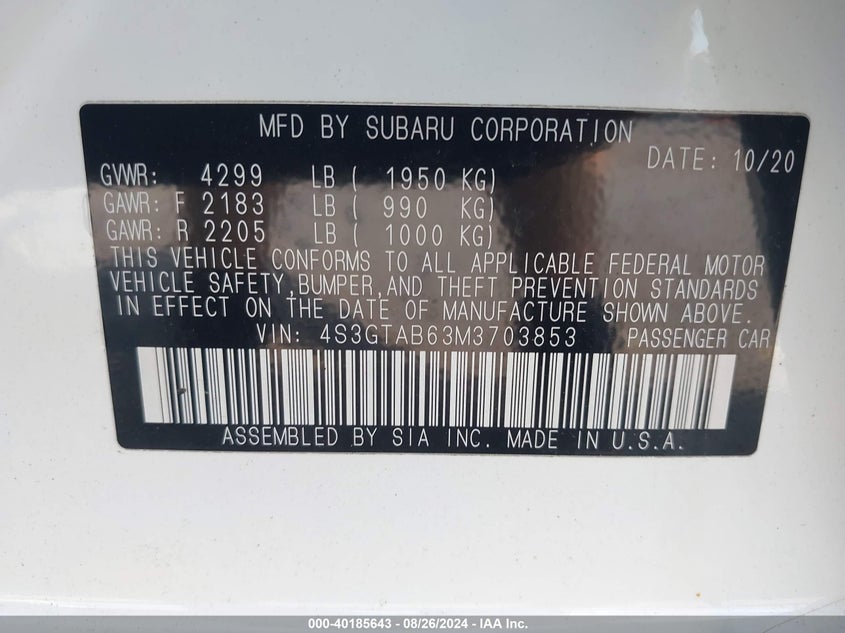 MFD BY SUBARU CORPORATION
DATE: 10/20
GVWR: 4299 LB ( 1950 KG)
GAWR: F 2183 LB ( 990 KG)
GAWR: R 2205 LB ( 1000 KG)
THIS VEHICLE CONFORMS TO ALL APPLICABLE FEDERAL MOTOR
VEHICLE SAFETY,BUMPER,AND THEFT PREVENTION STANDARDS
IN EFFECT ON THE DATE OF MANUFACTURE SHOWN ABOVE.
VIN: 4S3GTAB63M3703853 PASSENGER CAR
ASSEMBLED BY SIA INC. MADE IN U.S.A.
000-40185643 - 08/26/2024 - IAA Inc.